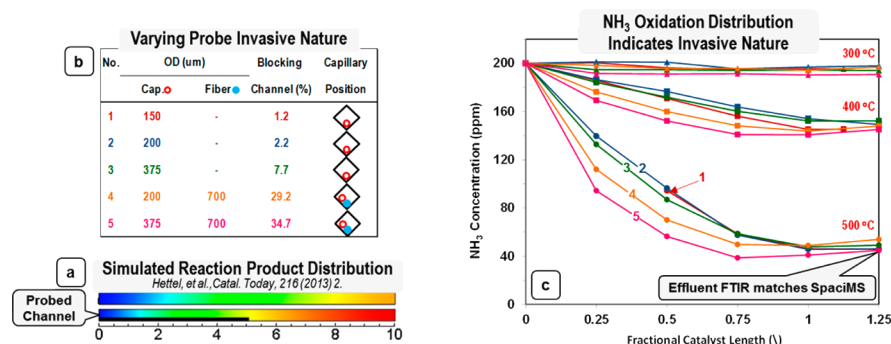 Varying Probe Invasive Nature
b
No. OD (um) Blocking Capillary
Cap. Fiber Channel (%) Position
1 150 - 1.2
2 200 - 2.2
3 375 - 7.7
4 200 700 29.2
5 375 700 34.7
a
Simulated Reaction Product Distribution
Hettel, et al.,Catal. Today, 216 (2013) 2.
Probed
Channel
0 2 4 6 8 10
NH3 Oxidation Distribution
Indicates Invasive Nature
NH3 Concentration (ppm)
200
160
120
80
40
0
300 ºC
400 ºC
500 ºC
1
2
3
4
5
Effluent FTIR matches SpaciMS
c
0 0.25 0.5 0.75 1 1.25
Fractional Catalyst Length (\)